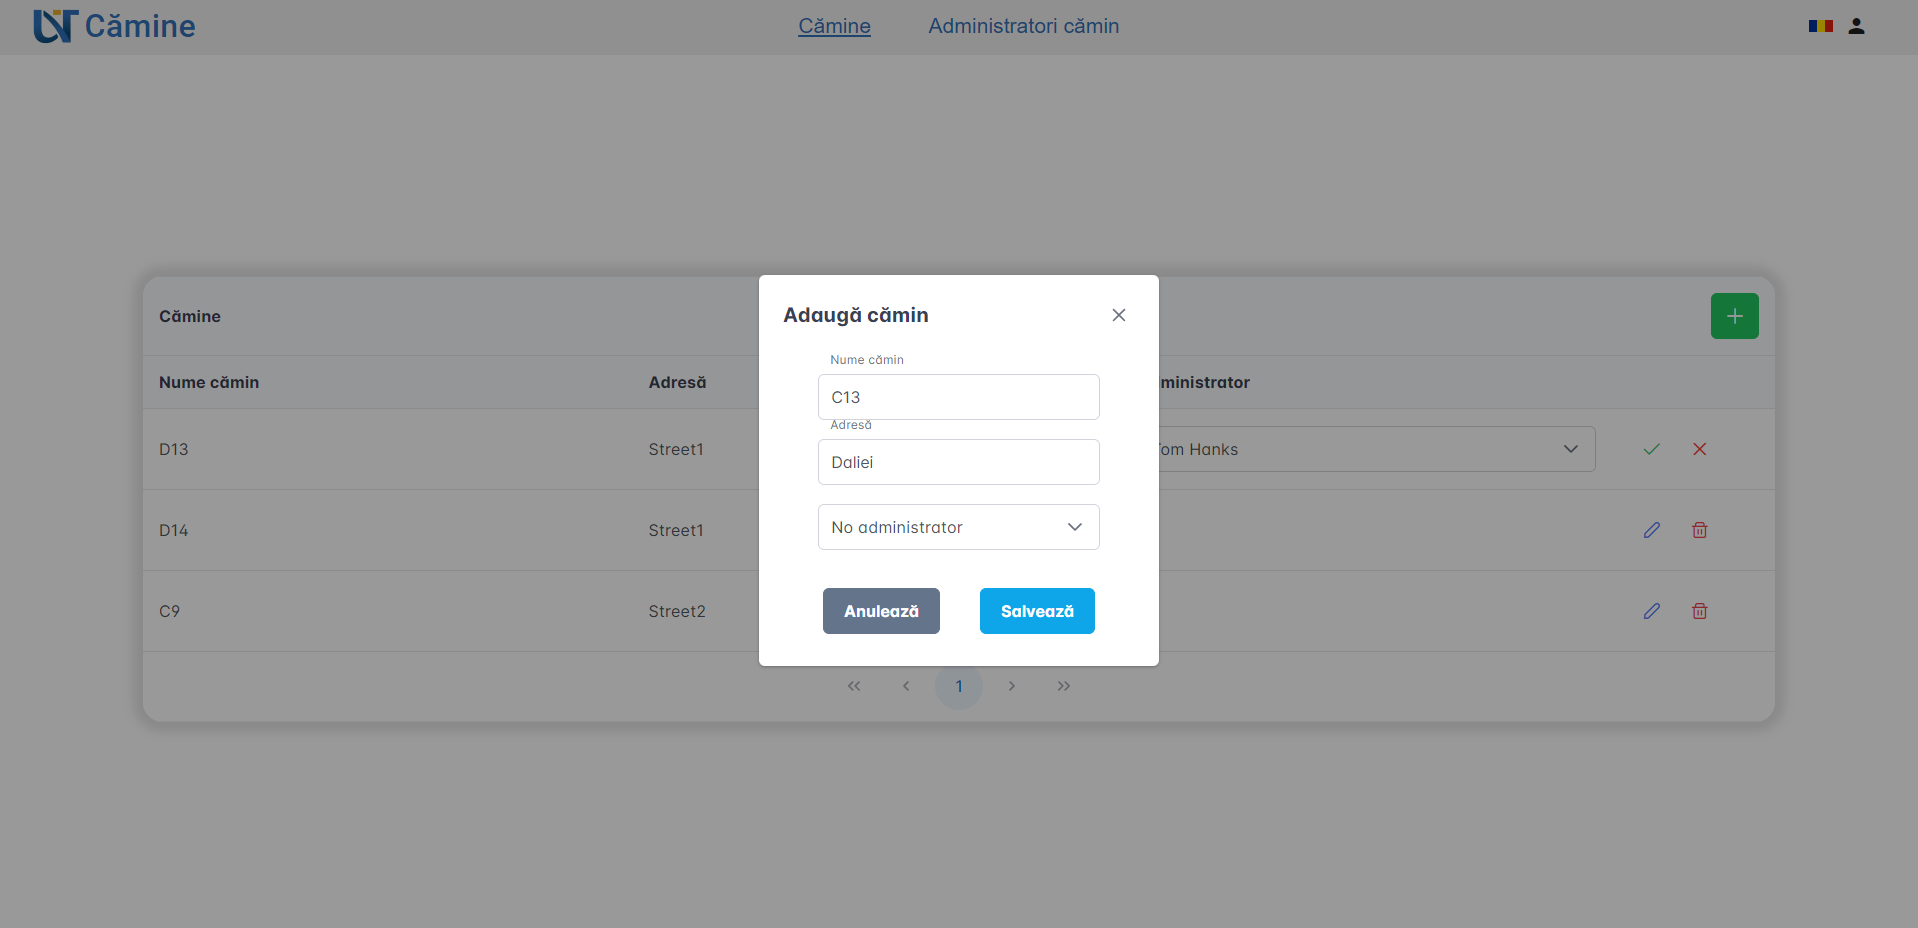 Cămine
Cămine
Administratori cămin
Cămine
Nume cămin
Adresă
ministrator
D13
Street1
om Hanks
D14
Street1
C9
Street2
1
Adaugă cămin
Nume cămin
C13
Adresă
Daliei
No administrator
Anulează
Salvează